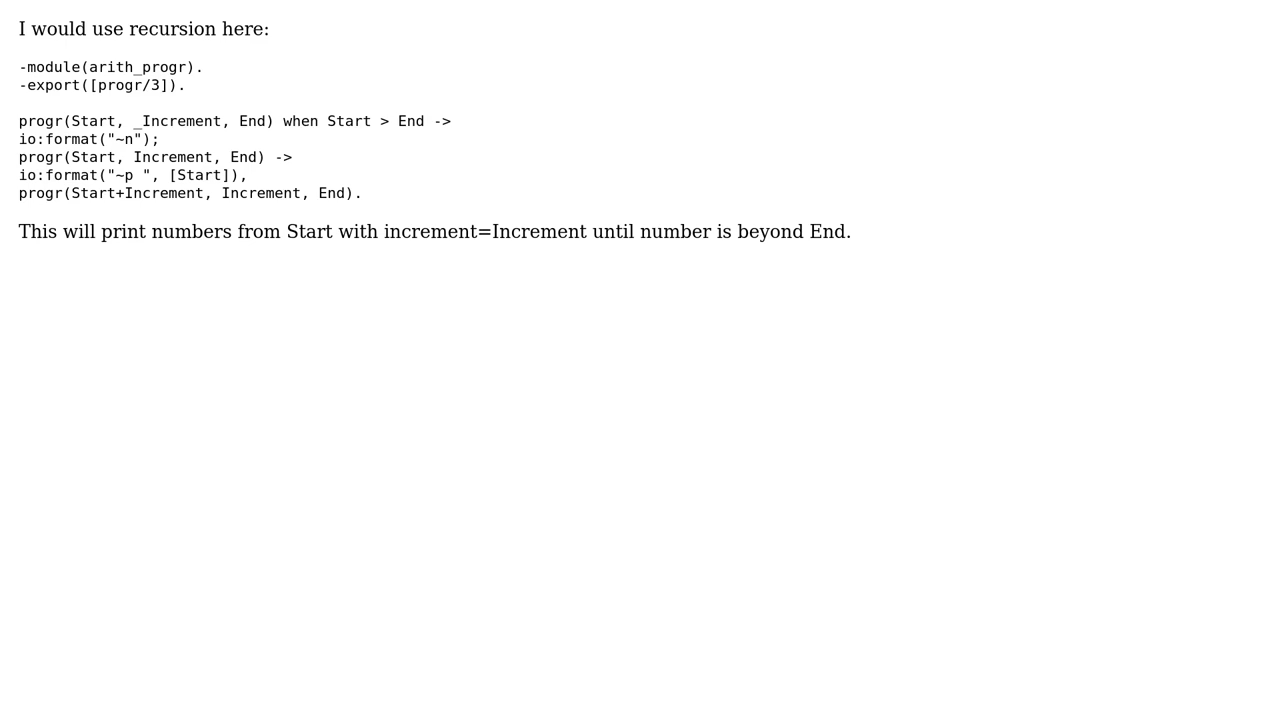 I would use recursion here:
-module(arith_progr).
-export([progr/3]).
progr(Start, _Increment, End) when Start > End ->
io:format("~n");
progr(Start, Increment, End) ->
io:format("~p ", [Start]),
progr(Start+Increment, Increment, End).
This will print numbers from Start with increment=Increment until number is beyond End.